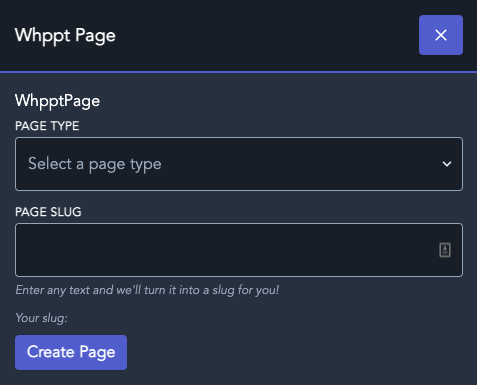 Whppt Page
WhpptPage
PAGE TYPE
Select a page type
PAGE SLUG
Enter any text and we'll turn it into a slug for you!
Your slug:
Create Page